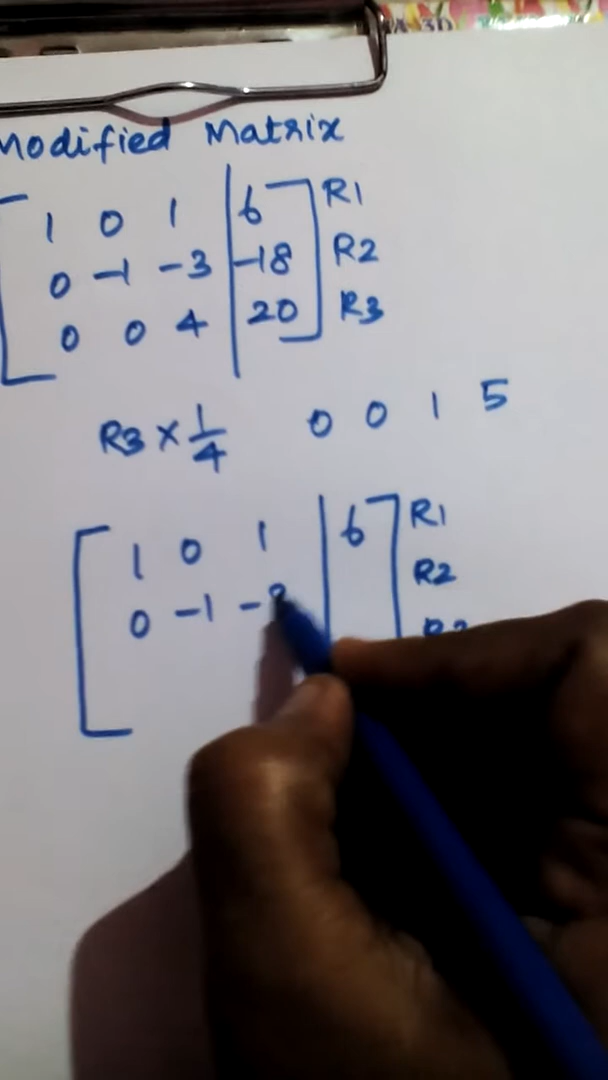 Modified Matrix
1 0 1 | 6 R1
0 -1 -3 | -18 R2
0 0 4 | 20 R3
R3 × 1/4 0 0 1 5
1 0 1 | 6 R1
0 -1 - R2